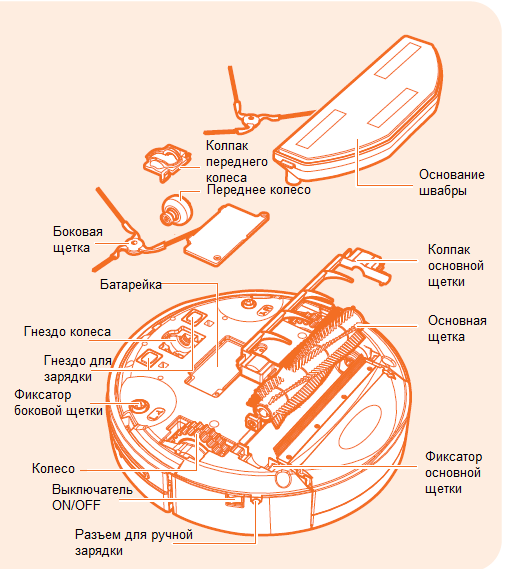 Колпак
переднего
колеса
Переднее колесо
Основание
швабры
Боковая
щетка
Колпак
основной
щетки
Батарейка
Гнездо колеса
Основная
щетка
Гнездо для
зарядки
Фиксатор
боковой щетки
Колесо
Фиксатор
основной
щетки
Выключатель
ON/OFF
Разъем для ручной
зарядки